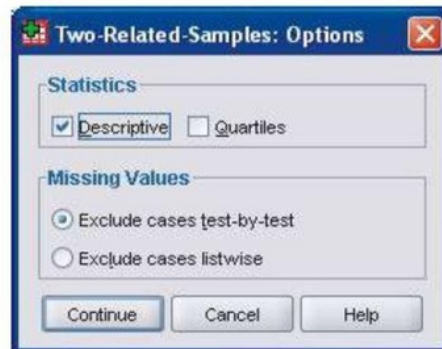 Two-Related-Samples: Options
Statistics
Descriptive Quartiles
Missing Values
Exclude cases test-by-test
Exclude cases listwise
Continue Cancel Help